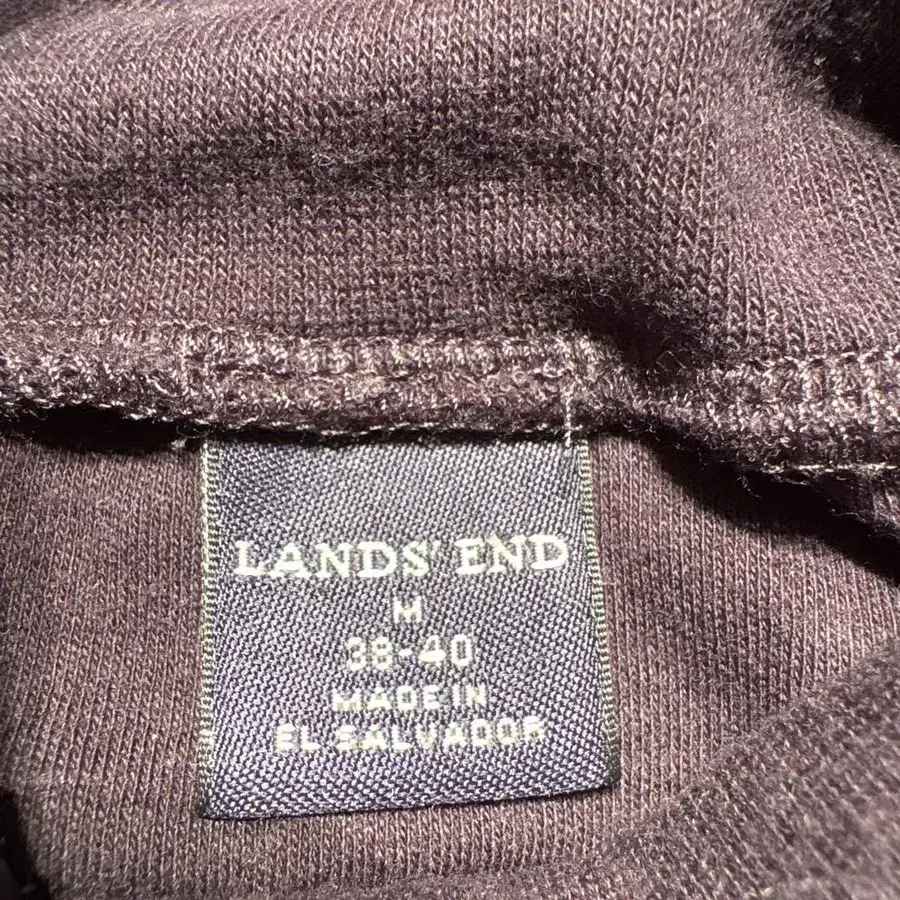 LANDS' END
M
38-40
MADE IN
EL SALVADOR